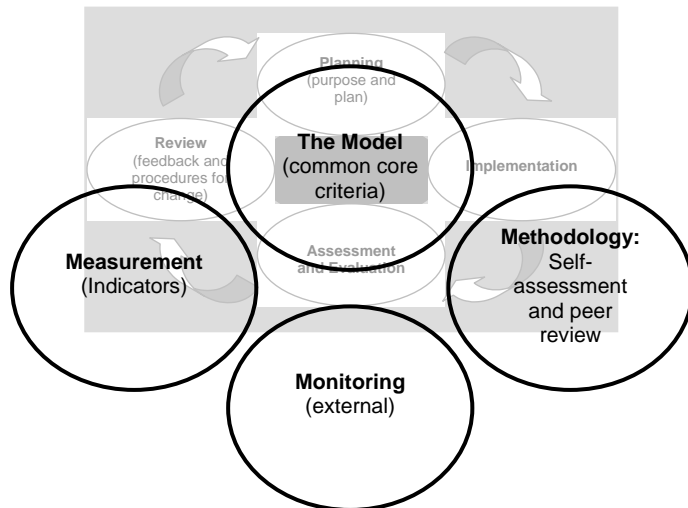 Planning
(purpose and
plan)
Review
(feedback and
procedures for
change)
The Model
(common core
criteria)
Implementation
Assessment
and Evaluation
Measurement
(Indicators)
Methodology:
Self-
assessment
and peer
review
Monitoring
(external)